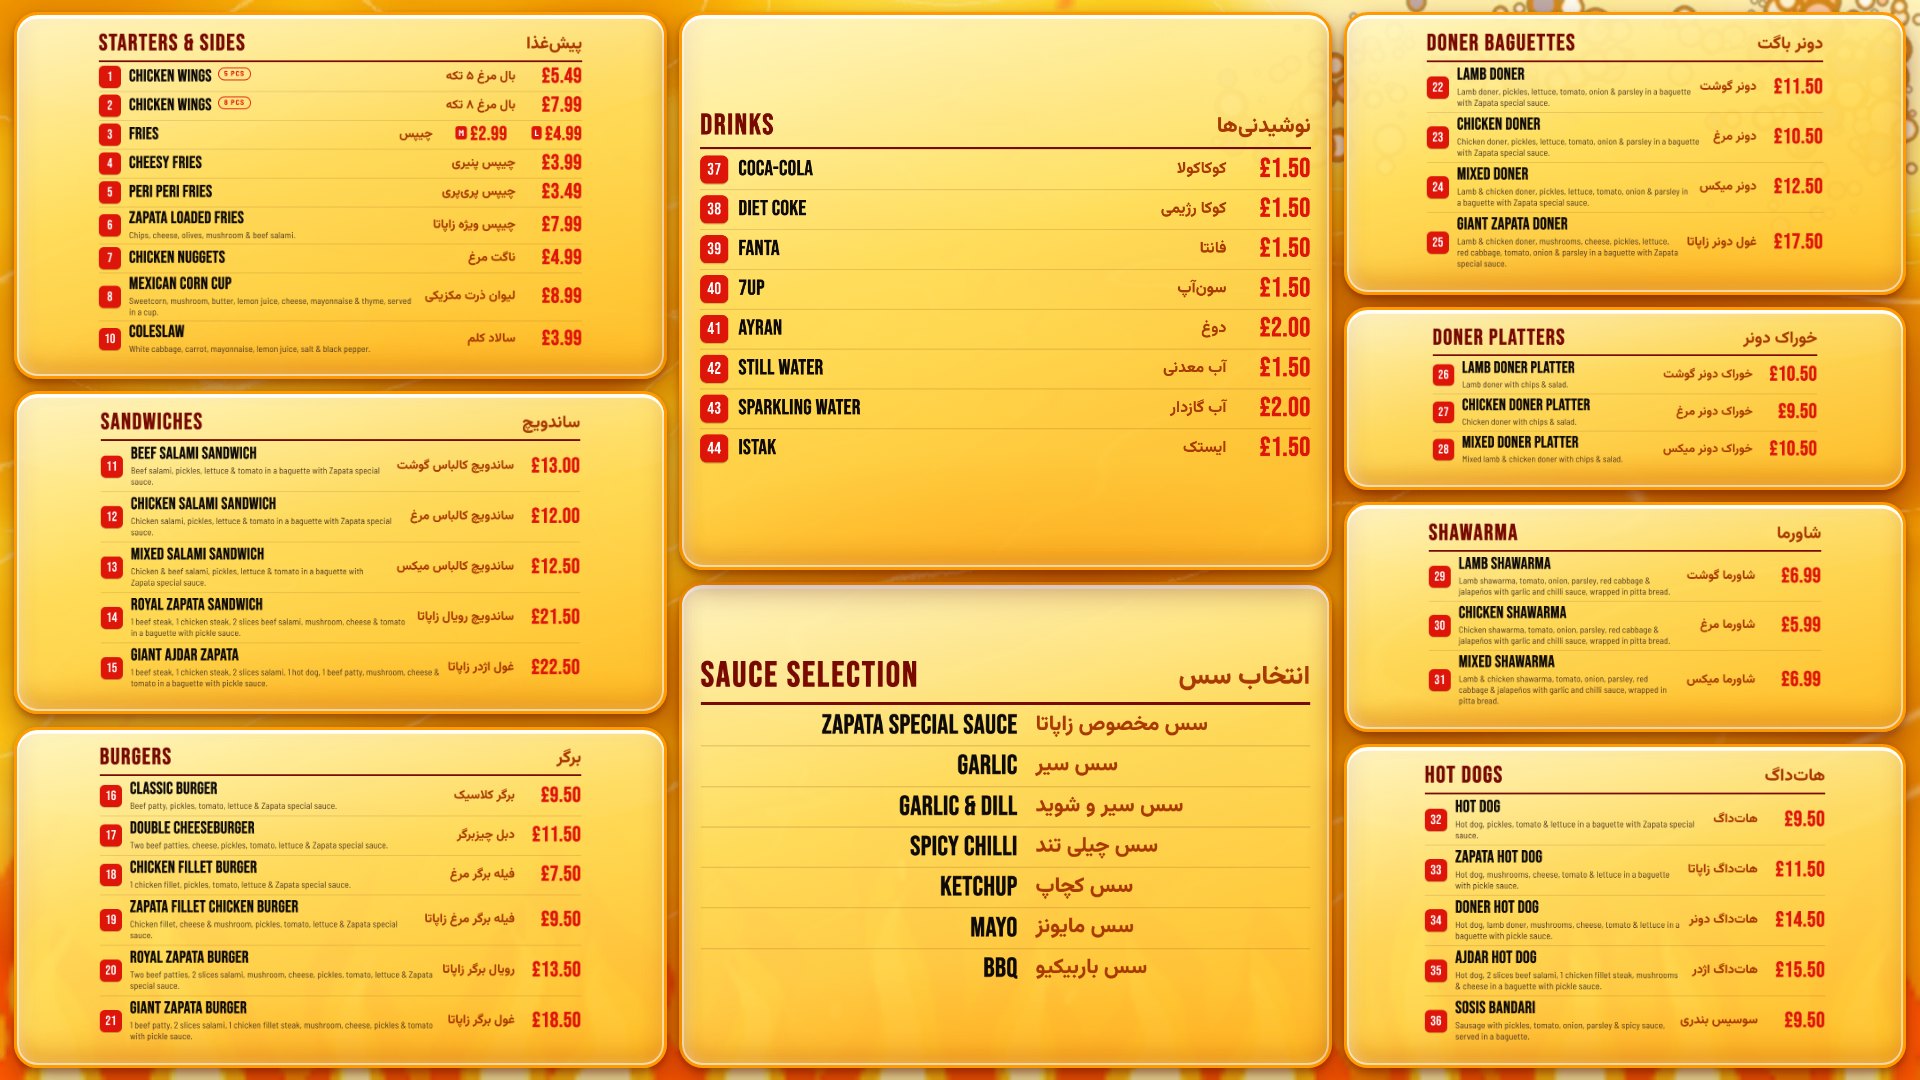 STARTERS & SIDES پیش‌غذا
1 CHICKEN WINGS 5 PCS بال مرغ ۵ تکه £5.49
2 CHICKEN WINGS 8 PCS بال مرغ ۸ تکه £7.99
3 FRIES چیپس M £2.99 L £4.99
4 CHEESY FRIES چیپس پنیری £3.99
5 PERI PERI FRIES چیپس پری‌پری £3.49
6 ZAPATA LOADED FRIES چیپس ویژه زاپاتا £7.99
Chips, cheese, olives, mushroom & beef salami.
7 CHICKEN NUGGETS ناگت مرغ £4.99
8 MEXICAN CORN CUP لیوان ذرت مکزیکی £8.99
Sweetcorn, mushroom, butter, lemon juice, cheese, mayonnaise & thyme, served
in a cup.
10 COLESLAW سالاد کلم £3.99
White cabbage, carrot, mayonnaise, lemon juice, salt & black pepper.
SANDWICHES ساندویچ
11 BEEF SALAMI SANDWICH ساندویچ کالباس گوشت £13.00
Beef salami, pickles, lettuce & tomato in a baguette with Zapata special
sauce.
12 CHICKEN SALAMI SANDWICH ساندویچ کالباس مرغ £12.00
Chicken salami, pickles, lettuce & tomato in a baguette with Zapata special
sauce.
13 MIXED SALAMI SANDWICH ساندویچ کالباس میکس £12.50
Chicken & beef salami, pickles, lettuce & tomato in a baguette with
Zapata special sauce.
14 ROYAL ZAPATA SANDWICH ساندویچ رویال زاپاتا £21.50
1 beef steak, 1 chicken steak, 2 slices beef salami, mushroom, cheese & tomato
in a baguette with pickle sauce.
15 GIANT AJDAR ZAPATA غول اژدر زاپاتا £22.50
1 beef steak, 1 chicken steak, 2 slices salami, 1 hot dog, 1 beef patty, mushroom, cheese &
tomato in a baguette with pickle sauce.
BURGERS برگر
16 CLASSIC BURGER برگر کلاسیک £9.50
Beef patty, pickles, tomato, lettuce & Zapata special sauce.
17 DOUBLE CHEESEBURGER دبل چیزبرگر £11.50
Two beef patties, cheese, pickles, tomato, lettuce & Zapata special sauce.
18 CHICKEN FILLET BURGER فیله برگر مرغ £7.50
1 chicken fillet, pickles, tomato, lettuce & Zapata special sauce.
19 ZAPATA FILLET CHICKEN BURGER فیله برگر مرغ زاپاتا £9.50
Chicken fillet, cheese & mushroom, pickles, tomato, lettuce & Zapata special
sauce.
20 ROYAL ZAPATA BURGER رویال برگر زاپاتا £13.50
Two beef patties, 2 slices salami, mushroom, cheese, pickles, tomato, lettuce & Zapata
special sauce.
21 GIANT ZAPATA BURGER غول برگر زاپاتا £18.50
1 beef patty, 2 slices salami, 1 chicken fillet steak, mushroom, cheese, pickles & tomato
with pickle sauce.
DRINKS نوشیدنی‌ها
37 COCA-COLA کوکاکولا £1.50
38 DIET COKE کوکا رژیمی £1.50
39 FANTA فانتا £1.50
40 7UP سون‌آپ £1.50
41 AYRAN دوغ £2.00
42 STILL WATER آب معدنی £1.50
43 SPARKLING WATER آب گازدار £2.00
44 ISTAK ایستک £1.50
SAUCE SELECTION انتخاب سس
ZAPATA SPECIAL SAUCE سس مخصوص زاپاتا
GARLIC سس سیر
GARLIC & DILL سس سیر و شوید
SPICY CHILLI سس چیلی تند
KETCHUP سس کچاپ
MAYO سس مایونز
BBQ سس باربیکیو
DONER BAGUETTES دونر باگت
22 LAMB DONER دونر گوشت £11.50
Lamb doner, pickles, lettuce, tomato, onion & parsley in a baguette
with Zapata special sauce.
23 CHICKEN DONER دونر مرغ £10.50
Chicken doner, pickles, lettuce, tomato, onion & parsley in a baguette
with Zapata special sauce.
24 MIXED DONER دونر میکس £12.50
Lamb & chicken doner, pickles, lettuce, tomato, onion & parsley in
a baguette with Zapata special sauce.
25 GIANT ZAPATA DONER غول دونر زاپاتا £17.50
Lamb & chicken doner, mushrooms, cheese, pickles, lettuce,
red cabbage, tomato, onion & parsley in a baguette with Zapata
special sauce.
DONER PLATTERS خوراک دونر
26 LAMB DONER PLATTER خوراک دونر گوشت £10.50
Lamb doner with chips & salad.
27 CHICKEN DONER PLATTER خوراک دونر مرغ £9.50
Chicken doner with chips & salad.
28 MIXED DONER PLATTER خوراک دونر میکس £10.50
Mixed lamb & chicken doner with chips & salad.
SHAWARMA شاورما
29 LAMB SHAWARMA شاورما گوشت £6.99
Lamb shawarma, tomato, onion, parsley, red cabbage &
jalapeños with garlic and chilli sauce, wrapped in pitta bread.
30 CHICKEN SHAWARMA شاورما مرغ £5.99
Chicken shawarma, tomato, onion, parsley, red cabbage &
jalapeños with garlic and chilli sauce, wrapped in pitta bread.
31 MIXED SHAWARMA شاورما میکس £6.99
Lamb & chicken shawarma, tomato, onion, parsley, red
cabbage & jalapeños with garlic and chilli sauce, wrapped in
pitta bread.
HOT DOGS هات‌داگ
32 HOT DOG هات‌داگ £9.50
Hot dog, pickles, tomato & lettuce in a baguette with Zapata special
sauce.
33 ZAPATA HOT DOG هات‌داگ زاپاتا £11.50
Hot dog, mushrooms, cheese, tomato & lettuce in a baguette
with pickle sauce.
34 DONER HOT DOG هات‌داگ دونر £14.50
Hot dog, lamb doner, mushrooms, cheese, tomato & lettuce in a
baguette with pickle sauce.
35 AJDAR HOT DOG هات‌داگ اژدر £15.50
Hot dog, 2 slices beef salami, 1 chicken fillet steak, mushrooms
& cheese in a baguette with pickle sauce.
36 SOSIS BANDARI سوسیس بندری £9.50
Sausage with pickles, tomato, onion, parsley & spicy sauce,
served in a baguette.